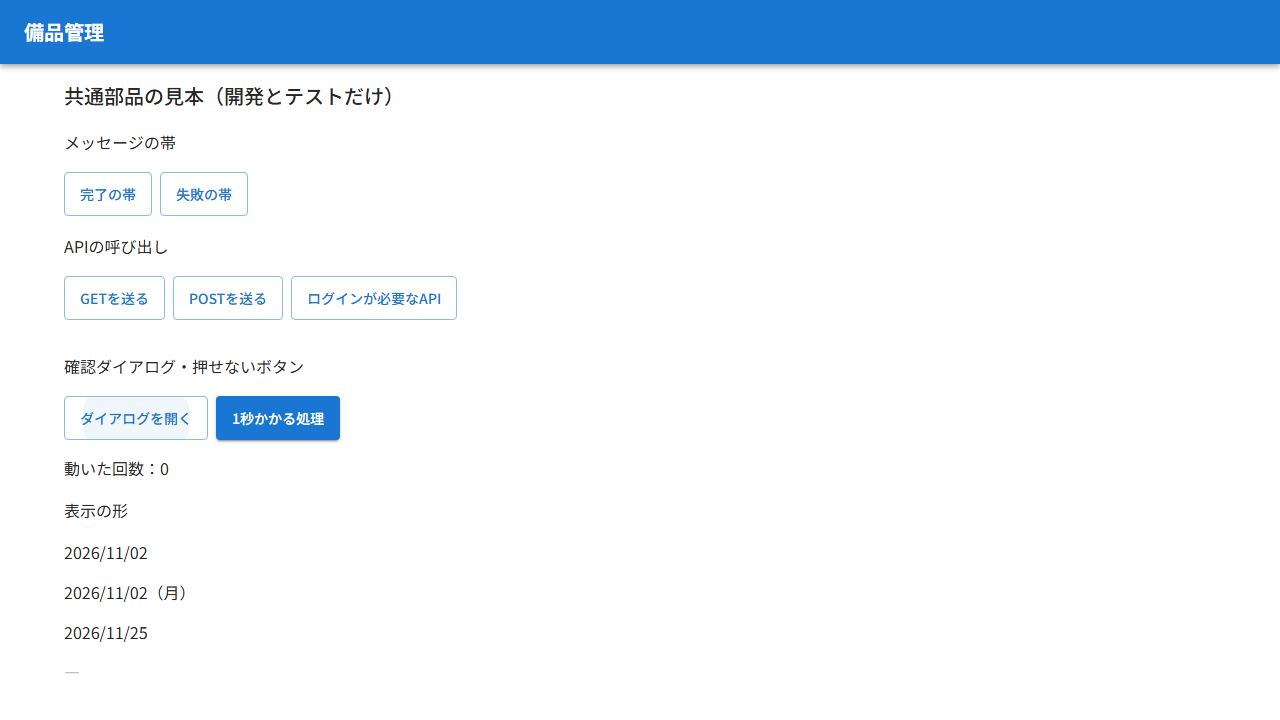 備品管理
共通部品の見本（開発とテストだけ）
メッセージの帯
完了の帯 失敗の帯
APIの呼び出し
GETを送る POSTを送る ログインが必要なAPI
確認ダイアログ・押せないボタン
ダイアログを開く 1秒かかる処理
動いた回数：0
表示の形
2026/11/02
2026/11/02（月）
2026/11/25
—